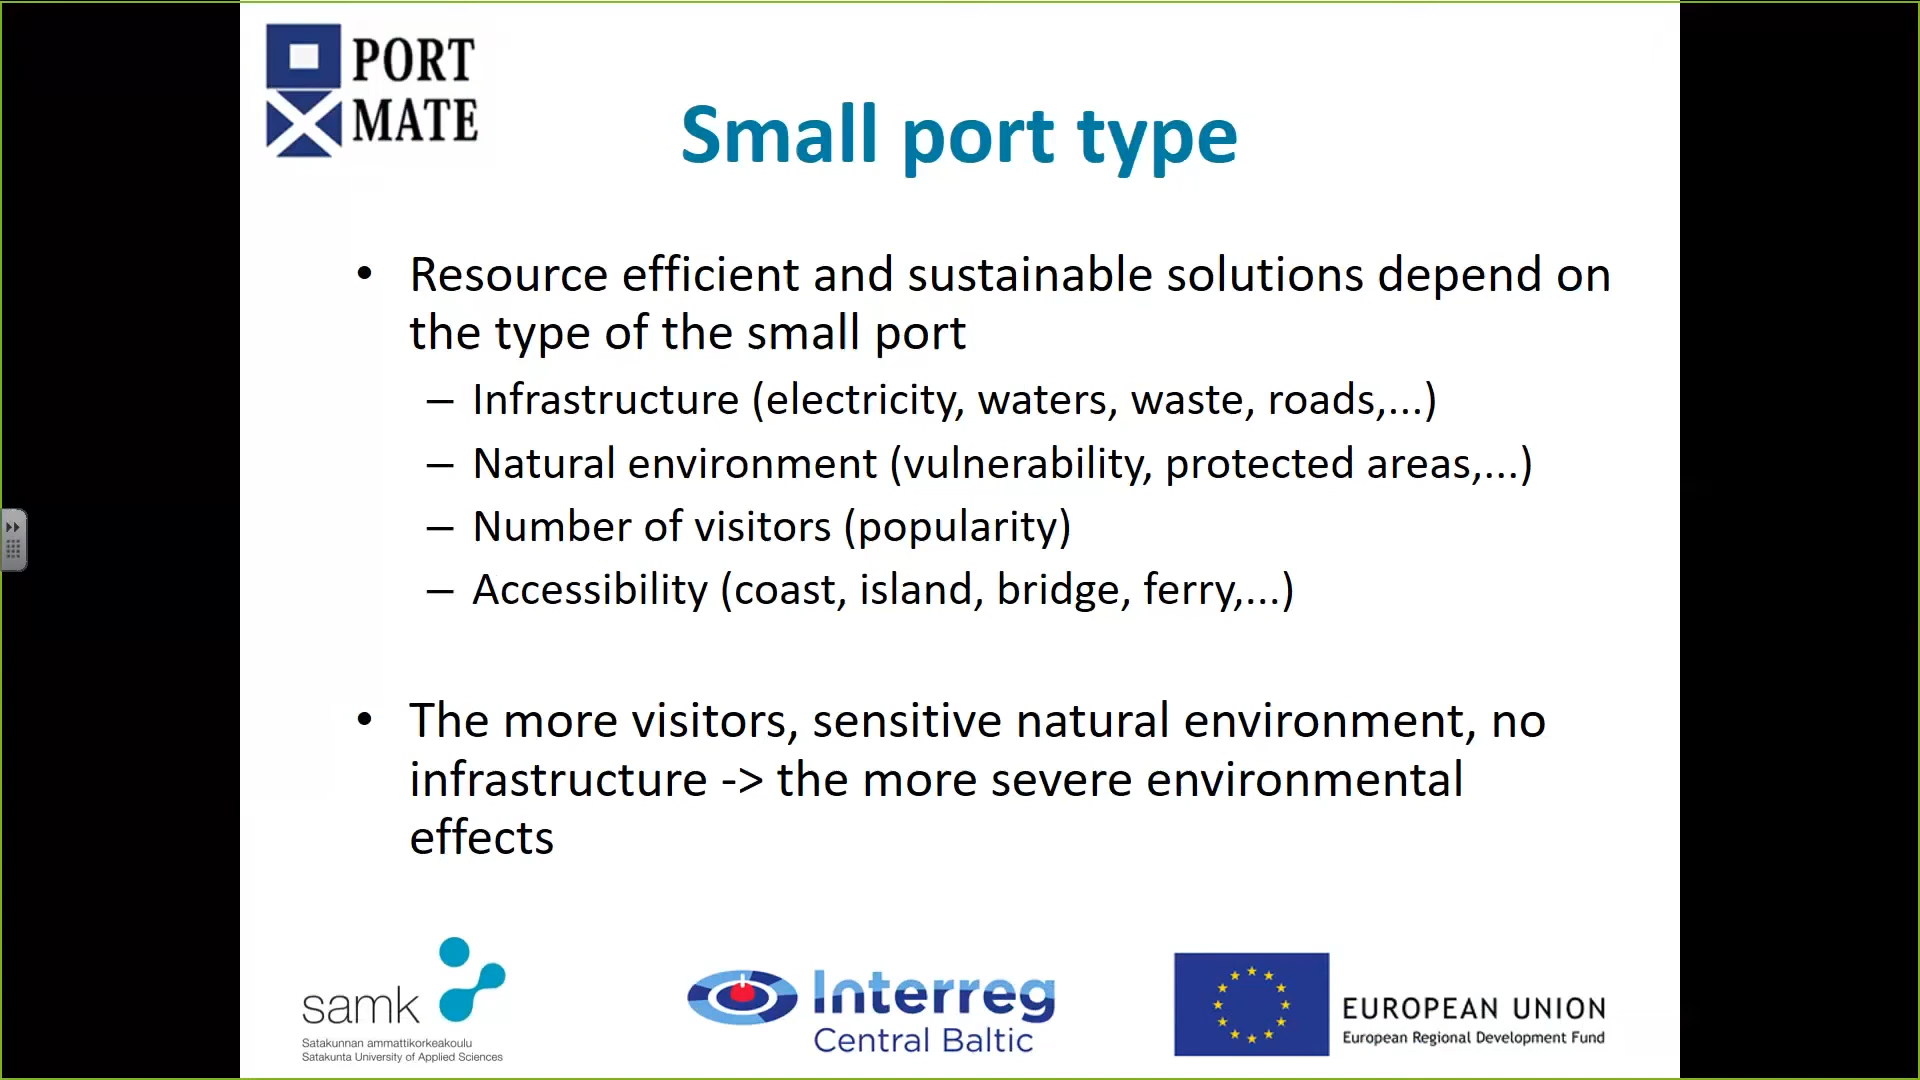 PORT
MATE
Small port type
• Resource efficient and sustainable solutions depend on
the type of the small port
– Infrastructure (electricity, waters, waste, roads,...)
– Natural environment (vulnerability, protected areas,...)
– Number of visitors (popularity)
– Accessibility (coast, island, bridge, ferry,...)
• The more visitors, sensitive natural environment, no
infrastructure -> the more severe environmental
effects
samk
Satakunnan ammattikorkeakoulu
Satakunta University of Applied Sciences
Interreg
Central Baltic
EUROPEAN UNION
European Regional Development Fund